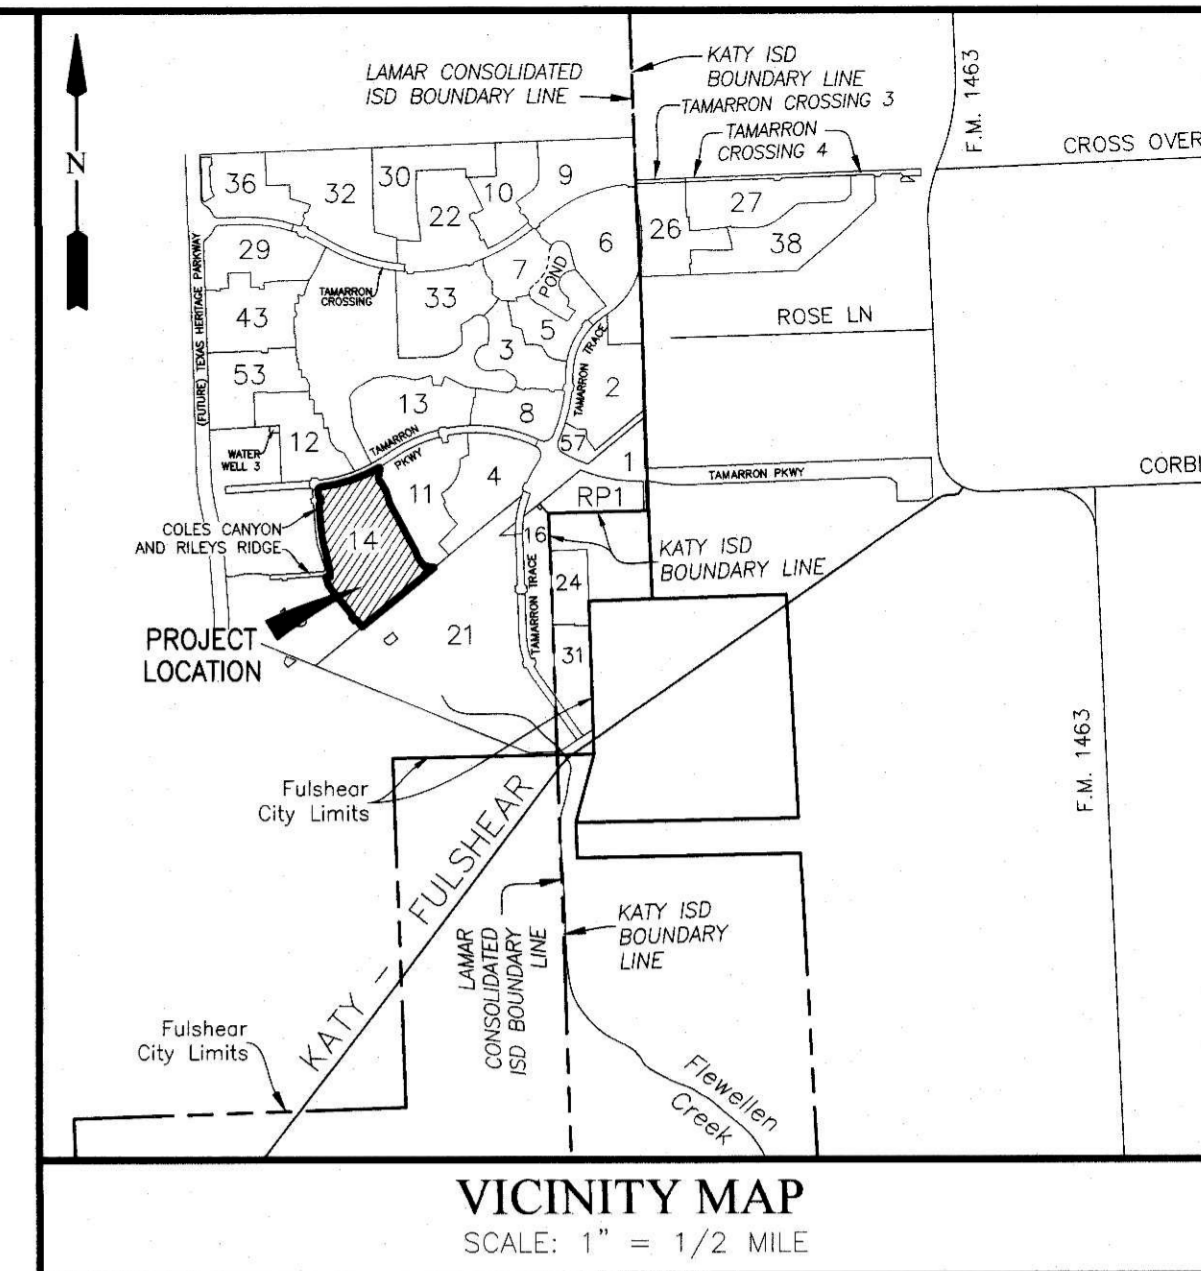 LAMAR CONSOLIDATED
ISD BOUNDARY LINE
KATY ISD
BOUNDARY LINE
TAMARRON CROSSING 3
TAMARRON
CROSSING 4
F.M. 1463
CROSS OVER
N
36
32
30
22
10
9
6
26
27
38
29
7
POND
TAMARRON
CROSSING
33
43
5
3
ROSE LN
(FUTURE) TEXAS HERITAGE PARKWAY
53
13
8
TAMARRON TRACE
2
12
WATER
WELL 3
TAMARRON
PKWY
57
1
11
4
TAMARRON PKWY
CORBI
RP1
COLES CANYON
AND RILEYS RIDGE
14
16
KATY ISD
BOUNDARY LINE
24
TAMARRON TRACE
PROJECT
LOCATION
21
31
Fulshear
City Limits
F.M. 1463
KATY - FULSHEAR
LAMAR
CONSOLIDATED
ISD BOUNDARY
LINE
KATY ISD
BOUNDARY
LINE
Fulshear
City Limits
Flewellen
Creek
VICINITY MAP
SCALE: 1" = 1/2 MILE